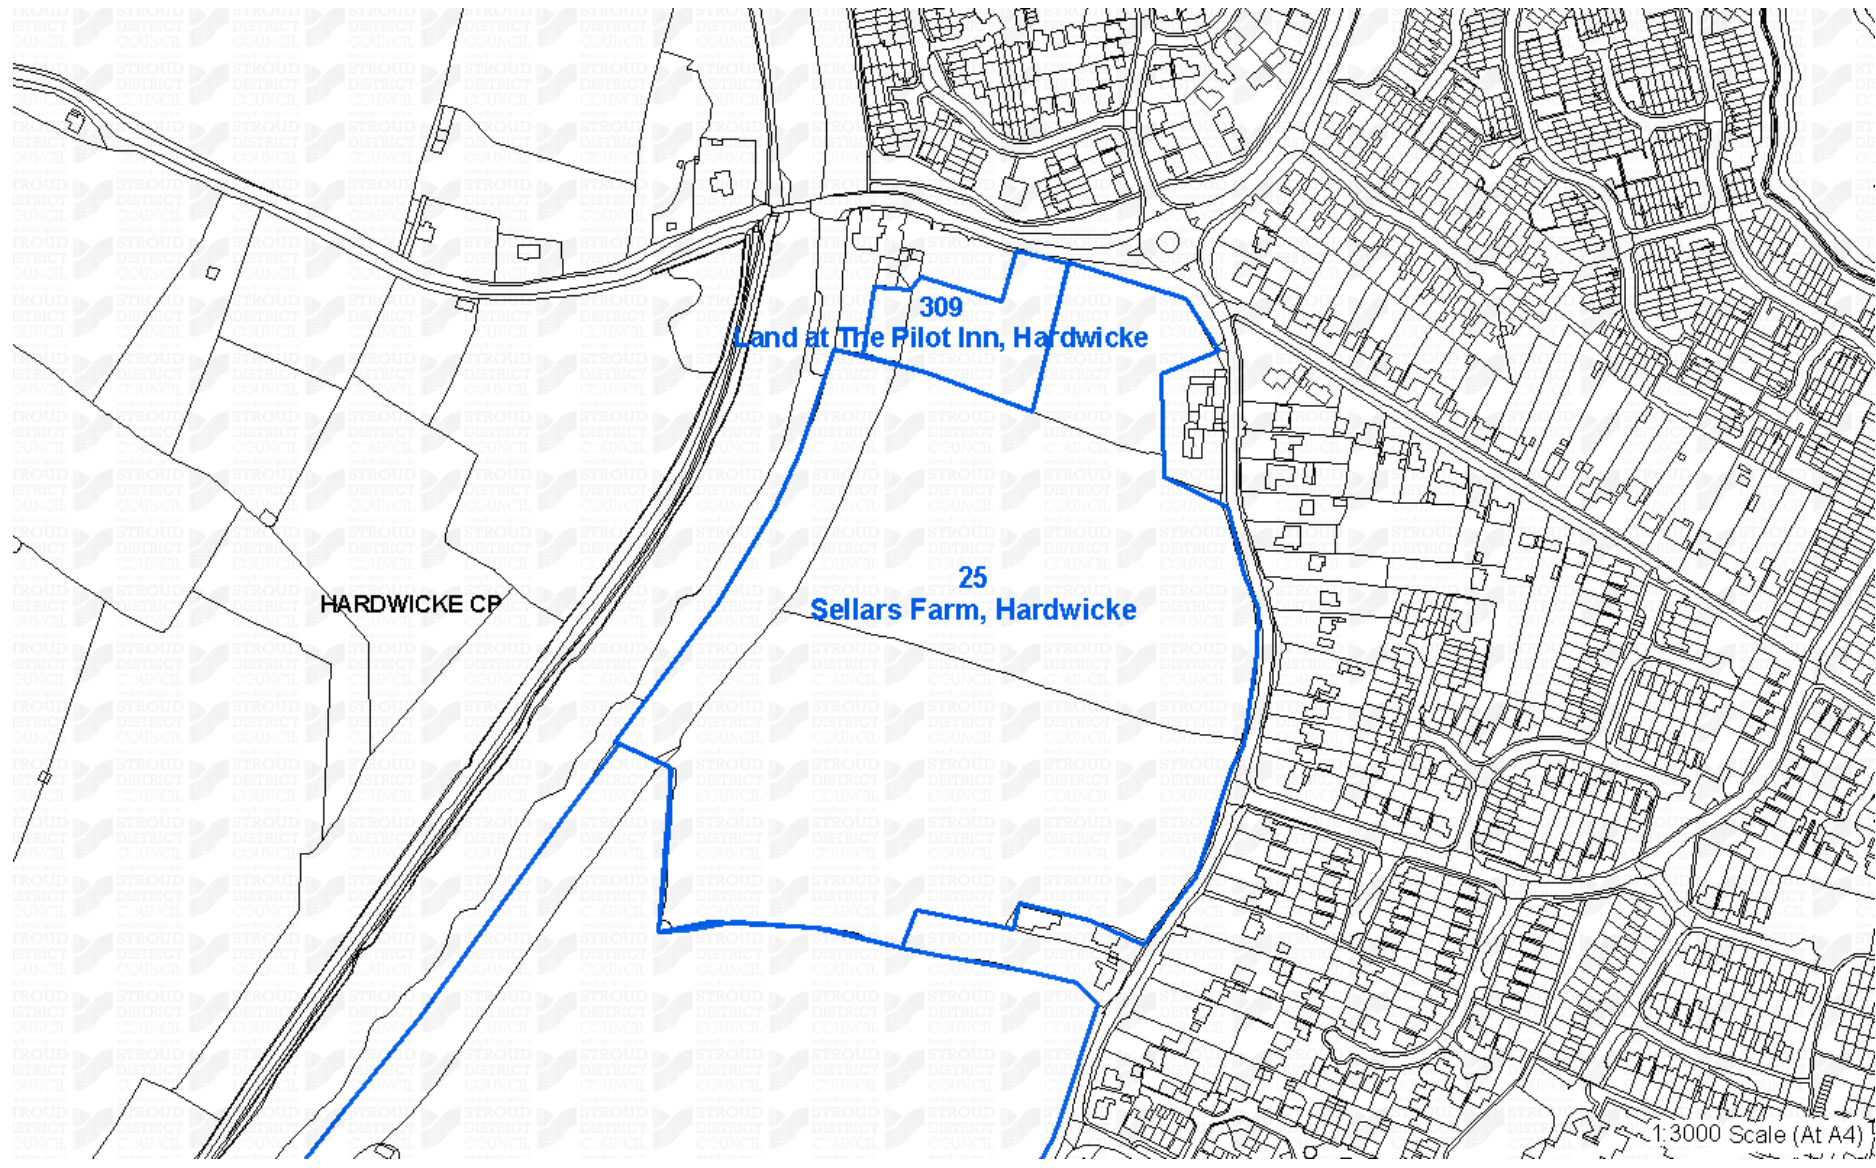 309
Land at The Pilot Inn, Hardwicke
25
Sellars Farm, Hardwicke
HARDWICKE CP
1:3000 Scale (At A4)
STROUD
DISTRICT
COUNCIL